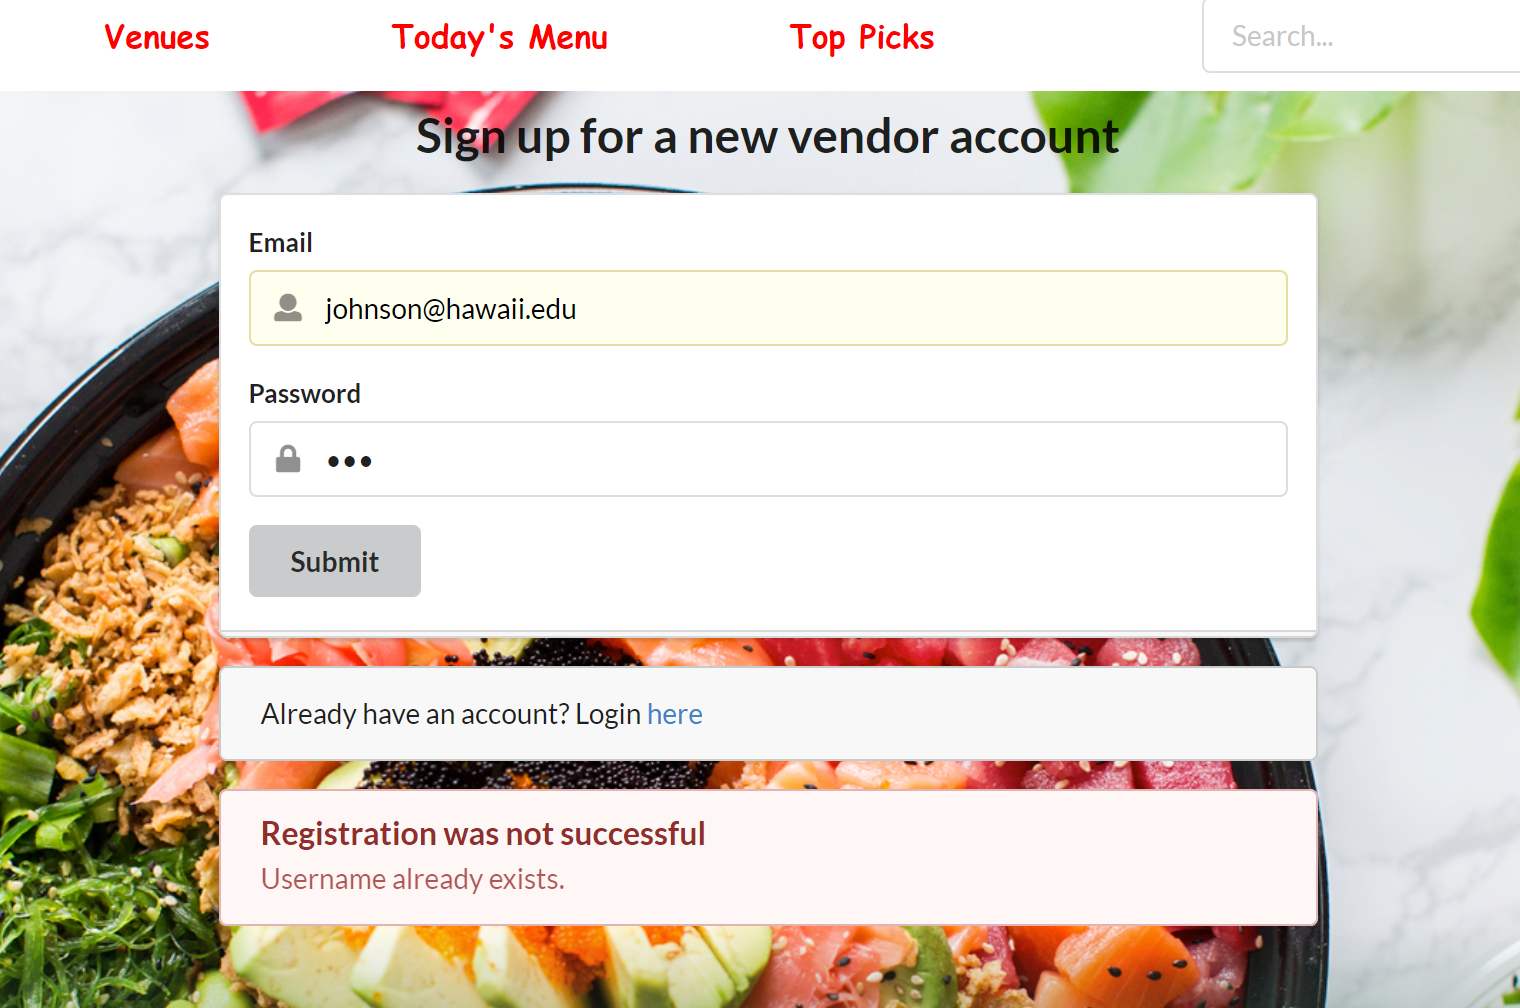 Venues Today's Menu Top Picks Search...
Sign up for a new vendor account
Email
johnson@hawaii.edu
Password
•••
Submit
Already have an account? Login here
Registration was not successful
Username already exists.